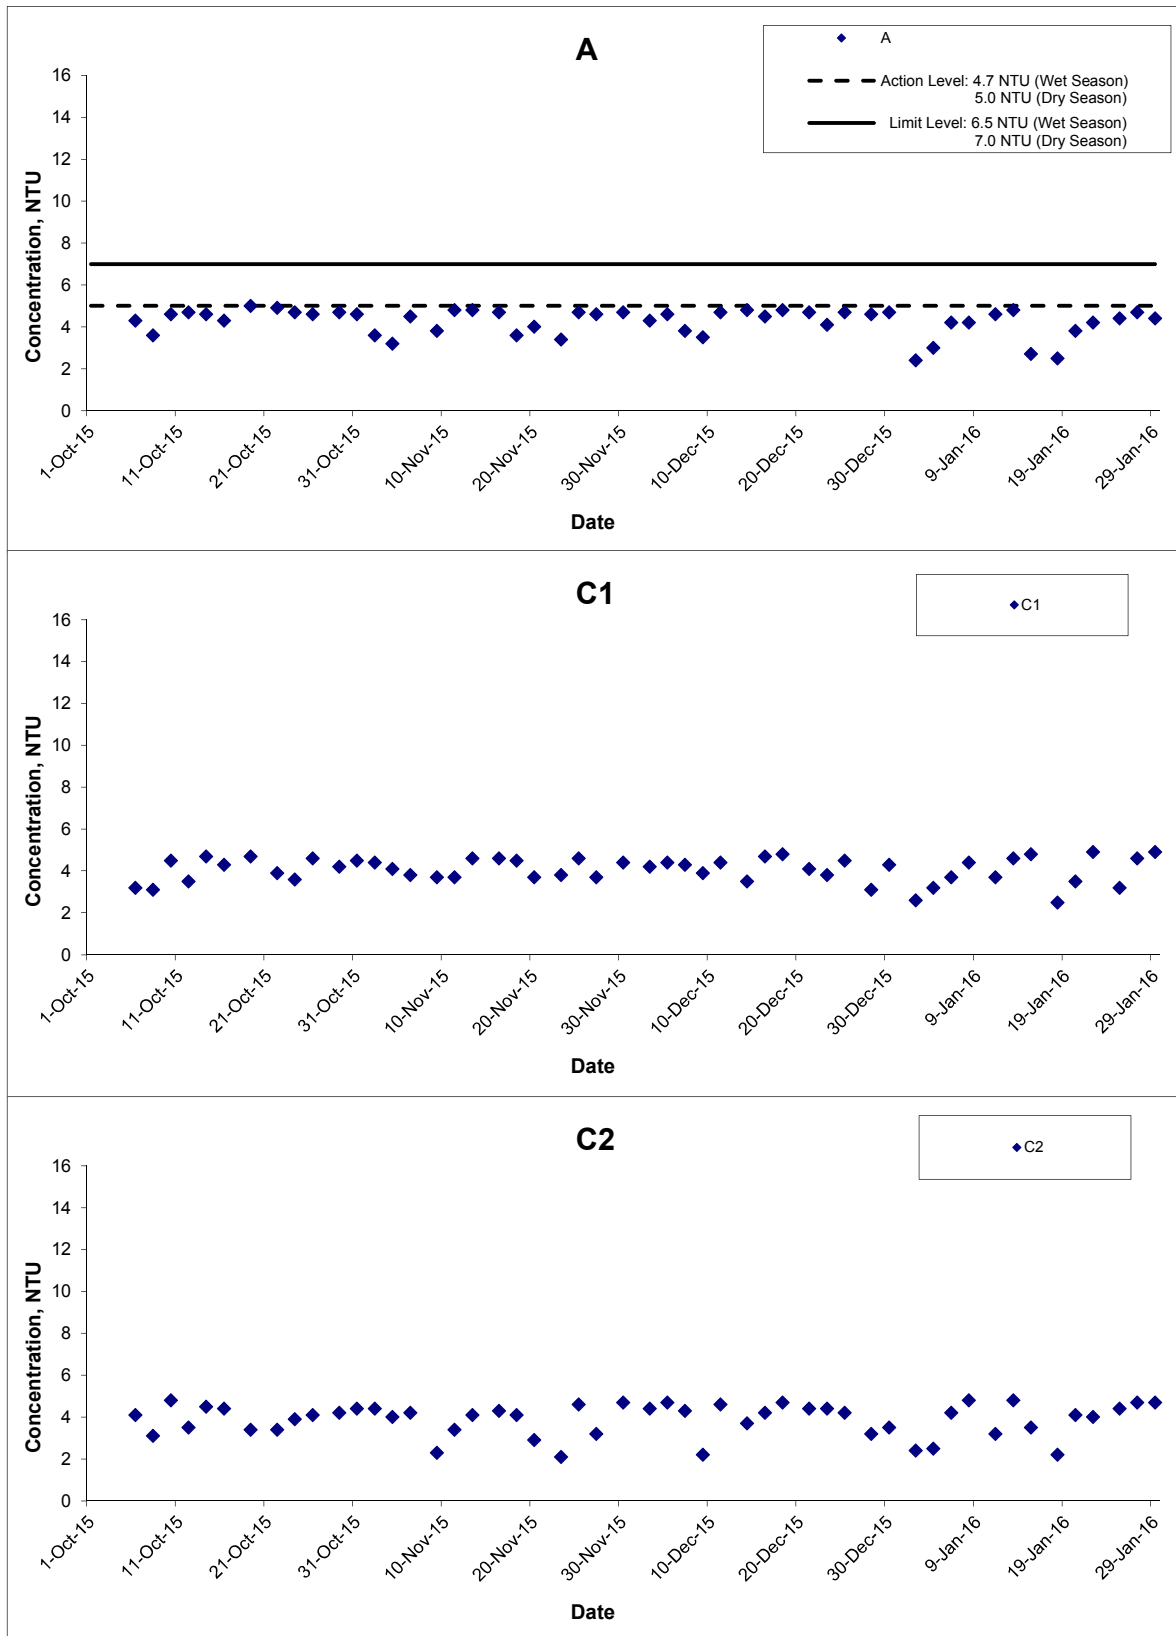 A
A
Action Level: 4.7 NTU (Wet Season)
5.0 NTU (Dry Season)
Limit Level: 6.5 NTU (Wet Season)
7.0 NTU (Dry Season)
Concentration, NTU
16
14
12
10
8
6
4
2
0
1-Oct-15
11-Oct-15
21-Oct-15
31-Oct-15
10-Nov-15
20-Nov-15
30-Nov-15
10-Dec-15
20-Dec-15
30-Dec-15
9-Jan-16
19-Jan-16
29-Jan-16
Date
C1
C1
Concentration, NTU
16
14
12
10
8
6
4
2
0
1-Oct-15
11-Oct-15
21-Oct-15
31-Oct-15
10-Nov-15
20-Nov-15
30-Nov-15
10-Dec-15
20-Dec-15
30-Dec-15
9-Jan-16
19-Jan-16
29-Jan-16
Date
C2
C2
Concentration, NTU
16
14
12
10
8
6
4
2
0
1-Oct-15
11-Oct-15
21-Oct-15
31-Oct-15
10-Nov-15
20-Nov-15
30-Nov-15
10-Dec-15
20-Dec-15
30-Dec-15
9-Jan-16
19-Jan-16
29-Jan-16
Date